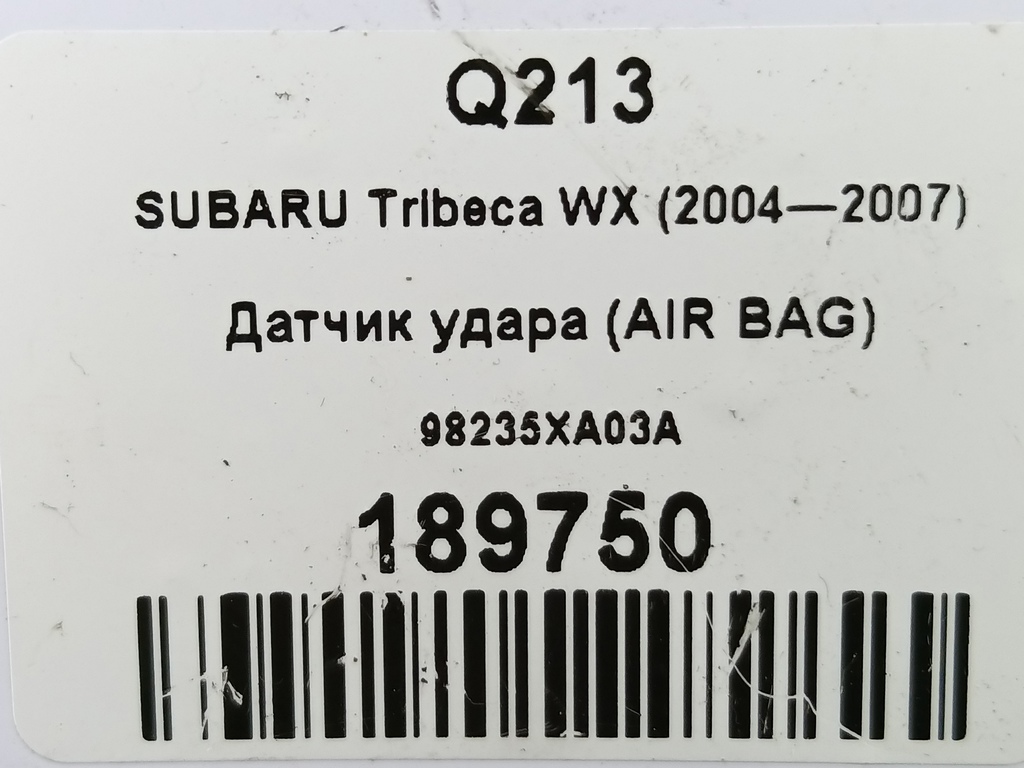 Q213
SUBARU Tribeca WX (2004—2007)
Датчик удара (AIR BAG)
98235XA03A
189750